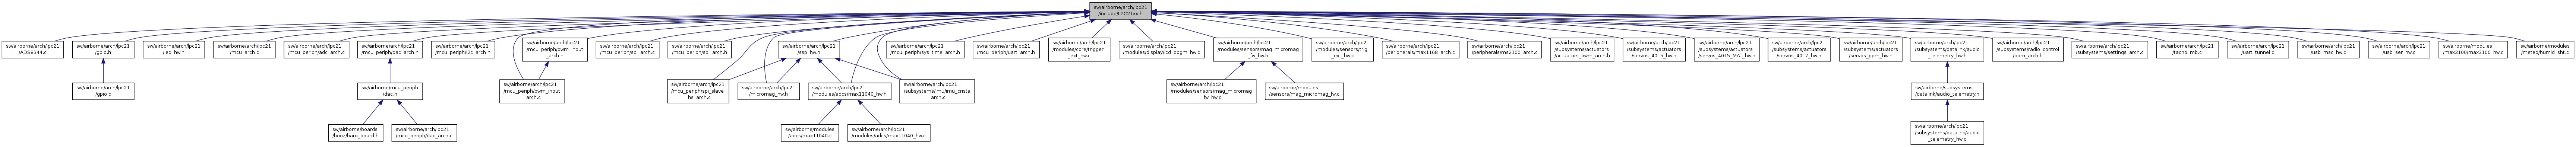 sw/airborne/arch/lpc21
/include/LPC21xx.h
sw/airborne/arch/lpc21
/ADS8344.c
sw/airborne/arch/lpc21
/gpio.h
sw/airborne/arch/lpc21
/led_hw.h
sw/airborne/arch/lpc21
/mcu_arch.c
sw/airborne/arch/lpc21
/mcu_periph/adc_arch.c
sw/airborne/arch/lpc21
/mcu_periph/dac_arch.h
sw/airborne/arch/lpc21
/mcu_periph/i2c_arch.h
sw/airborne/arch/lpc21
/mcu_periph/pwm_input
_arch.h
sw/airborne/arch/lpc21
/mcu_periph/spi_arch.c
sw/airborne/arch/lpc21
/mcu_periph/spi_arch.h
sw/airborne/arch/lpc21
/ssp_hw.h
sw/airborne/arch/lpc21
/mcu_periph/sys_time_arch.h
sw/airborne/arch/lpc21
/mcu_periph/uart_arch.h
sw/airborne/arch/lpc21
/modules/core/trigger
_ext_hw.c
sw/airborne/arch/lpc21
/modules/display/lcd_dogm_hw.c
sw/airborne/arch/lpc21
/modules/sensors/mag_micromag
_fw_hw.h
sw/airborne/arch/lpc21
/modules/sensors/trig
_ext_hw.c
sw/airborne/arch/lpc21
/peripherals/max1168_arch.c
sw/airborne/arch/lpc21
/peripherals/ms2100_arch.c
sw/airborne/arch/lpc21
/subsystems/actuators
/actuators_pwm_arch.h
sw/airborne/arch/lpc21
/subsystems/actuators
/servos_4015_hw.h
sw/airborne/arch/lpc21
/subsystems/actuators
/servos_4015_MAT_hw.h
sw/airborne/arch/lpc21
/subsystems/actuators
/servos_4017_hw.h
sw/airborne/arch/lpc21
/subsystems/actuators
/servos_ppm_hw.h
sw/airborne/arch/lpc21
/subsystems/datalink/audio
_telemetry_hw.h
sw/airborne/arch/lpc21
/subsystems/radio_control
/ppm_arch.h
sw/airborne/arch/lpc21
/subsystems/settings_arch.c
sw/airborne/arch/lpc21
/tacho_mb.c
sw/airborne/arch/lpc21
/uart_tunnel.c
sw/airborne/arch/lpc21
/usb_msc_hw.c
sw/airborne/arch/lpc21
/usb_ser_hw.c
sw/airborne/modules
/max3100/max3100_hw.c
sw/airborne/modules
/meteo/humid_sht.c
sw/airborne/arch/lpc21
/gpio.c
sw/airborne/mcu_periph
/dac.h
sw/airborne/arch/lpc21
/mcu_periph/pwm_input
_arch.c
sw/airborne/arch/lpc21
/mcu_periph/spi_slave
_hs_arch.c
sw/airborne/arch/lpc21
/micromag_hw.h
sw/airborne/arch/lpc21
/modules/adcs/max11040_hw.h
sw/airborne/arch/lpc21
/subsystems/imu/imu_crista
_arch.c
sw/airborne/arch/lpc21
/modules/sensors/mag_micromag
_fw_hw.c
sw/airborne/modules
/sensors/mag_micromag_fw.c
sw/airborne/subsystems
/datalink/audio_telemetry.h
sw/airborne/boards
/booz/baro_board.h
sw/airborne/arch/lpc21
/mcu_periph/dac_arch.c
sw/airborne/modules
/adcs/max11040.c
sw/airborne/arch/lpc21
/modules/adcs/max11040_hw.c
sw/airborne/arch/lpc21
/subsystems/datalink/audio
_telemetry_hw.c